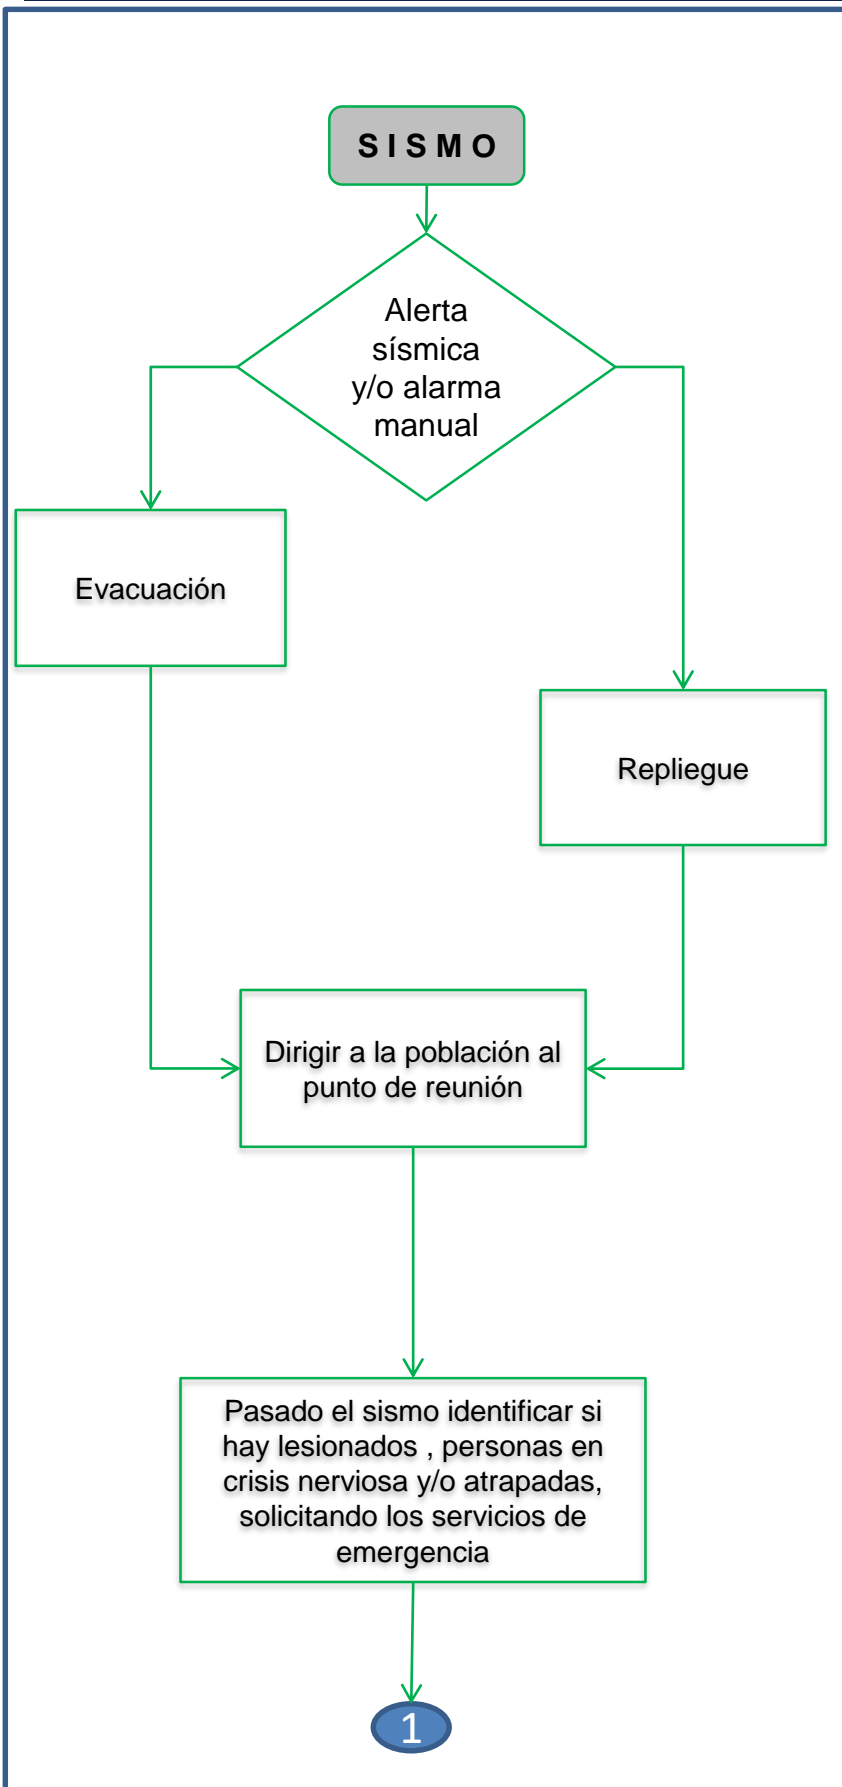 S I S M O
Alerta
sísmica
y/o alarma
manual
Evacuación
Repliegue
Dirigir a la población al
punto de reunión
Pasado el sismo identificar si
hay lesionados , personas en
crisis nerviosa y/o atrapadas,
solicitando los servicios de
emergencia
1